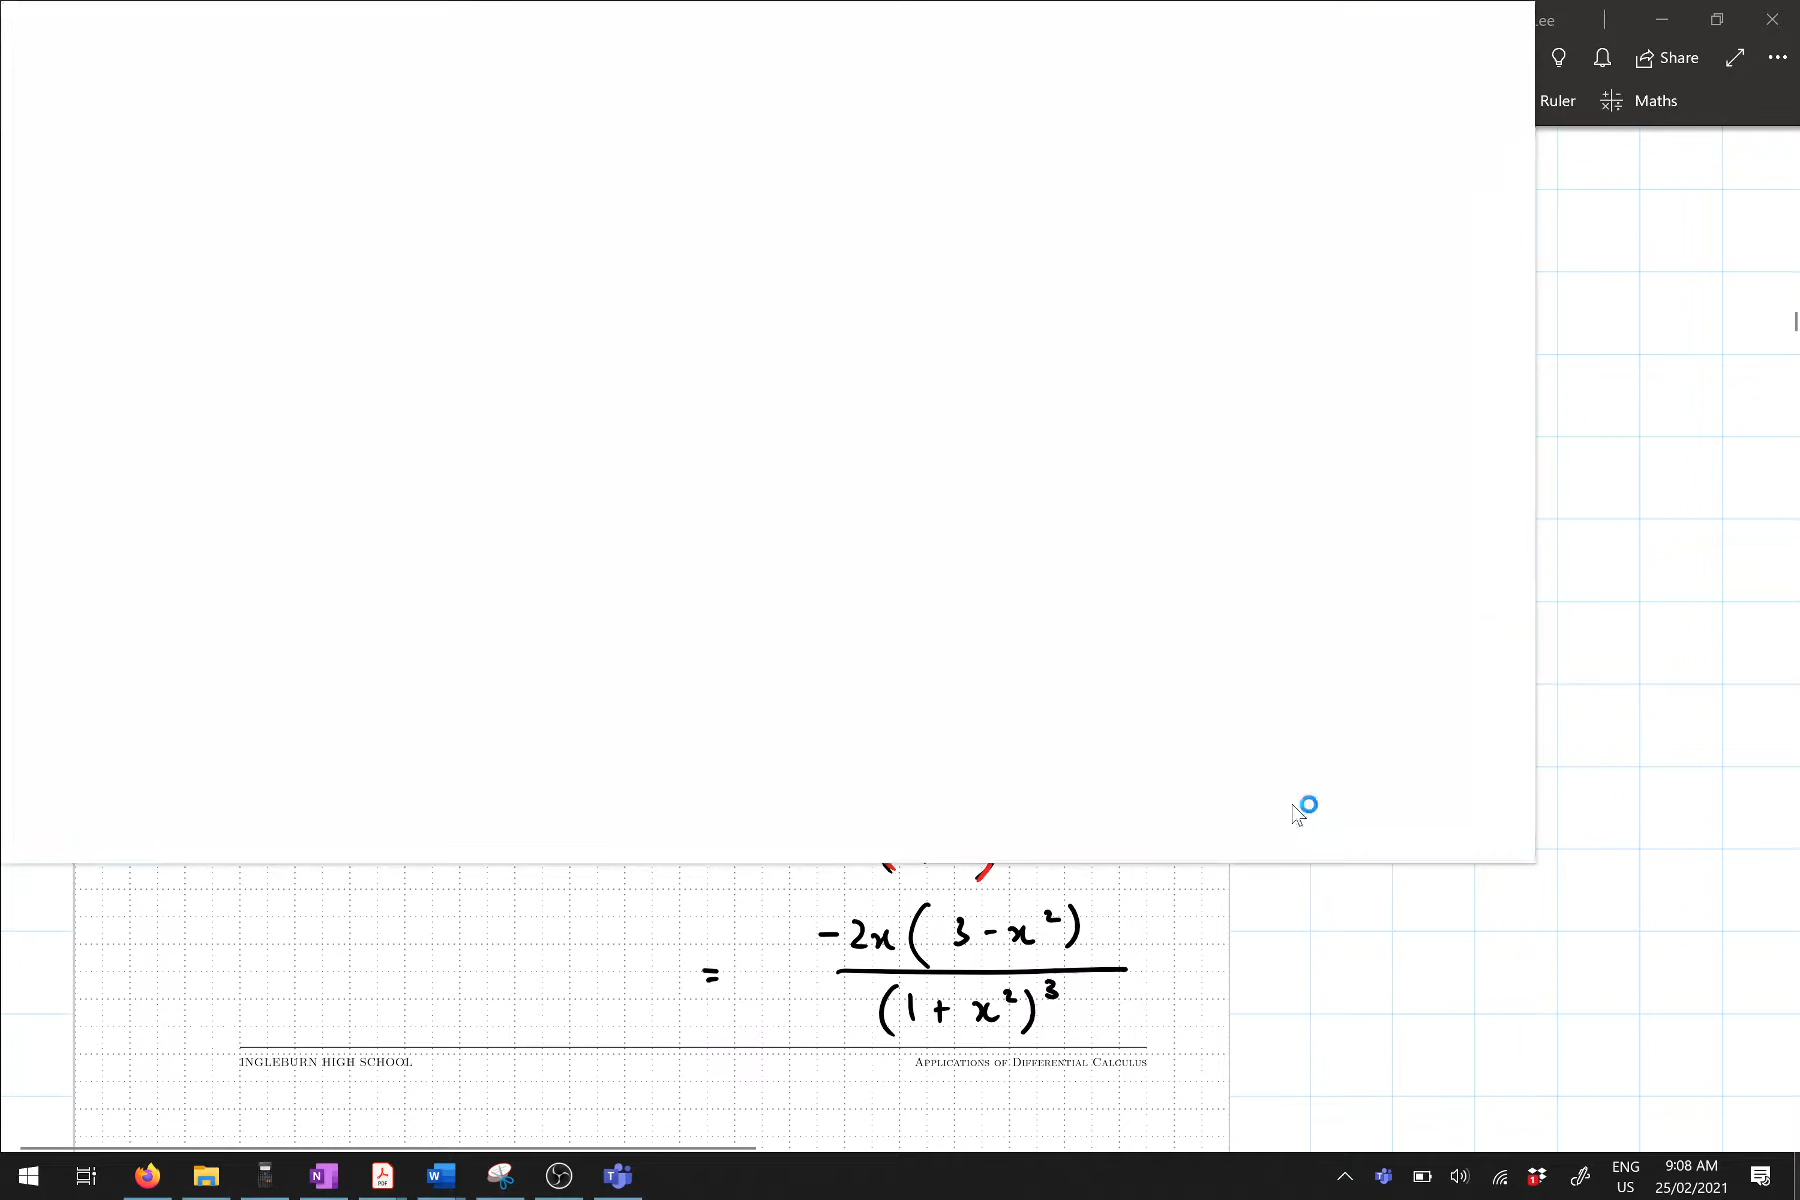 Share
Ruler
Maths
= -2x(3-x²) / (1+x²)³
INGLEBURN HIGH SCHOOL
APPLICATIONS OF DIFFERENTIAL CALCULUS
ENG
US
9:08 AM
25/02/2021